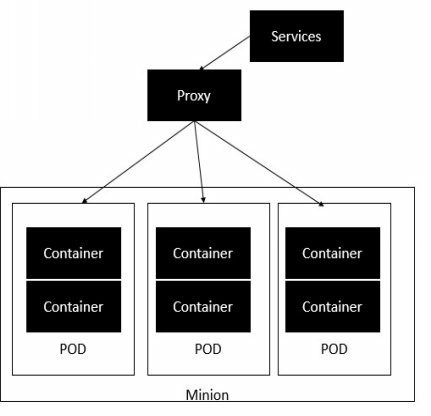 Services
Proxy
Container
Container
Container
Container
Container
Container
POD
POD
POD
Minion